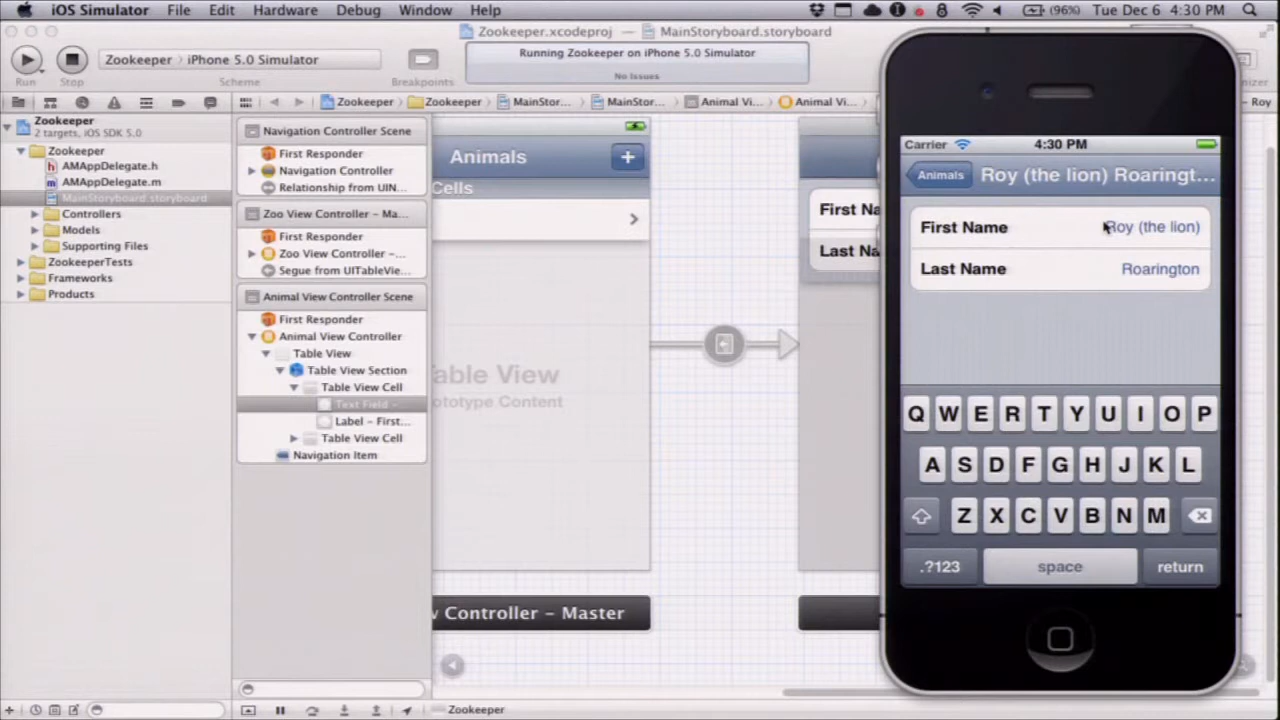 iOS Simulator File Edit Hardware Debug Window Help (96%) Tue Dec 6 4:30 PM
Zookeeper.xcodeproj — MainStoryboard.storyboard
Zookeeper › iPhone 5.0 Simulator
Running Zookeeper on iPhone 5.0 Simulator
No Issues
Run Stop Scheme Breakpoints
Zookeeper Zookeeper MainStor... MainStor... Animal Vi... Animal Vi... Roy
Zookeeper
2 targets, iOS SDK 5.0
Zookeeper
h AMAppDelegate.h
m AMAppDelegate.m
MainStoryboard.storyboard
Controllers
Models
Supporting Files
ZookeeperTests
Frameworks
Products
Navigation Controller Scene
First Responder
Navigation Controller
Relationship from UIN...
Zoo View Controller – Ma...
First Responder
Zoo View Controller –...
Segue from UITableVie...
Animal View Controller Scene
First Responder
Animal View Controller
Table View
Table View Section
Table View Cell
Text Field –
Label – First...
Table View Cell
Navigation Item
Animals +
Cells
Table View
ototype Content
w Controller – Master
First Na
Last Na
Carrier 4:30 PM
Animals Roy (the lion) Roaringt...
First Name Roy (the lion)
Last Name Roarington
Q W E R T Y U I O P
A S D F G H J K L
Z X C V B N M
.?123 space return
Zookeeper